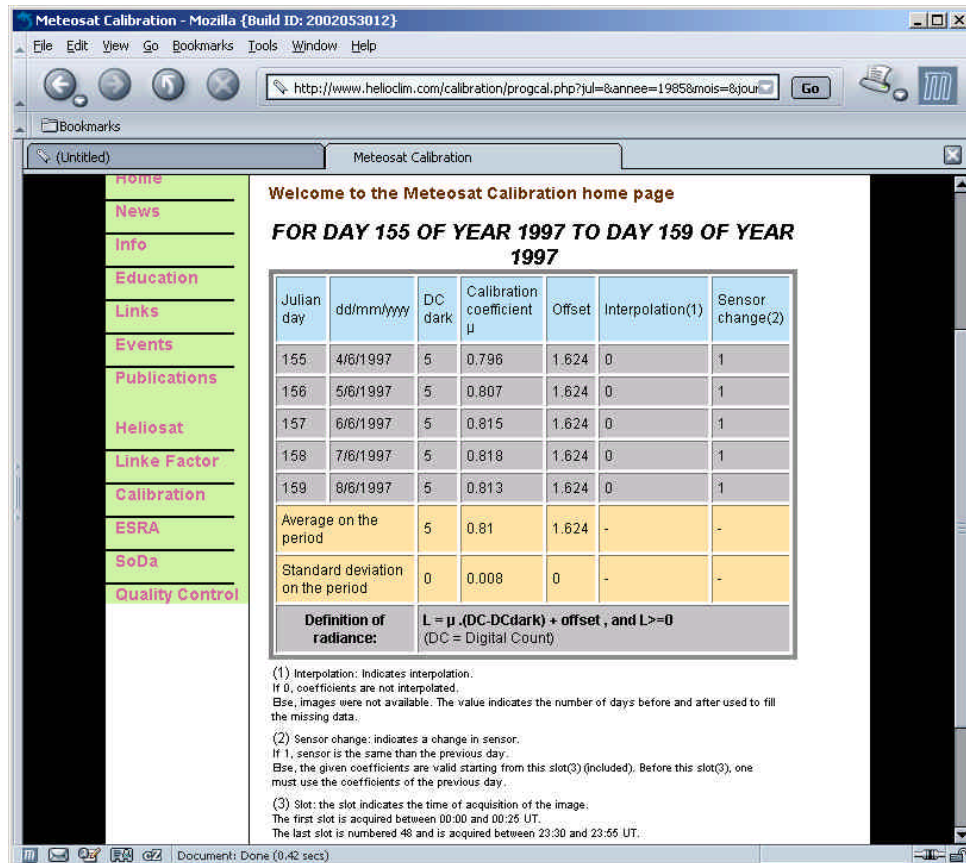 Meteosat Calibration - Mozilla {Build ID: 2002053012}
File Edit View Go Bookmarks Tools Window Help
http://www.helioclim.com/calibration/progcal.php?jul=&annee=1985&mois=&jour Go
Bookmarks
(Untitled) Meteosat Calibration
Home
News
Info
Education
Links
Events
Publications
Heliosat
Linke Factor
Calibration
ESRA
SoDa
Quality Control
Welcome to the Meteosat Calibration home page
FOR DAY 155 OF YEAR 1997 TO DAY 159 OF YEAR
1997
Julian day dd/mm/yyyy DC dark Calibration coefficient µ Offset Interpolation(1) Sensor change(2)
155 4/6/1997 5 0.796 1.624 0 1
156 5/6/1997 5 0.807 1.624 0 1
157 6/6/1997 5 0.815 1.624 0 1
158 7/6/1997 5 0.818 1.624 0 1
159 8/6/1997 5 0.813 1.624 0 1
Average on the period 5 0.81 1.624 - -
Standard deviation on the period 0 0.008 0 - -
Definition of radiance: L = µ .(DC-DCdark) + offset , and L>=0
(DC = Digital Count)
(1) Interpolation: Indicates interpolation.
If 0, coefficients are not interpolated.
Else, images were not available. The value indicates the number of days before and after used to fill
the missing data.
(2) Sensor change: indicates a change in sensor.
If 1, sensor is the same than the previous day.
Else, the given coefficients are valid starting from this slot(3) (included). Before this slot(3), one
must use the coefficients of the previous day.
(3) Slot: the slot indicates the time of acquisition of the image.
The first slot is acquired between 00:00 and 00:25 UT.
The last slot is numbered 48 and is acquired between 23:30 and 23:55 UT.
Document: Done (0.42 secs)